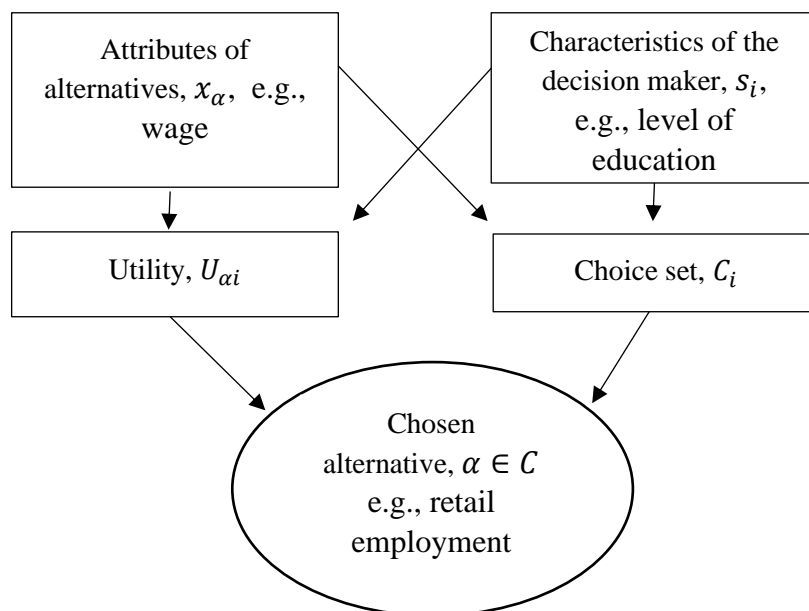 Attributes of
alternatives, 𝑥𝛼, e.g.,
wage
Characteristics of the
decision maker, 𝑠𝑖,
e.g., level of
education
Utility, 𝑈𝛼𝑖
Choice set, 𝐶𝑖
Chosen
alternative, 𝛼 ∈ 𝐶
e.g., retail
employment